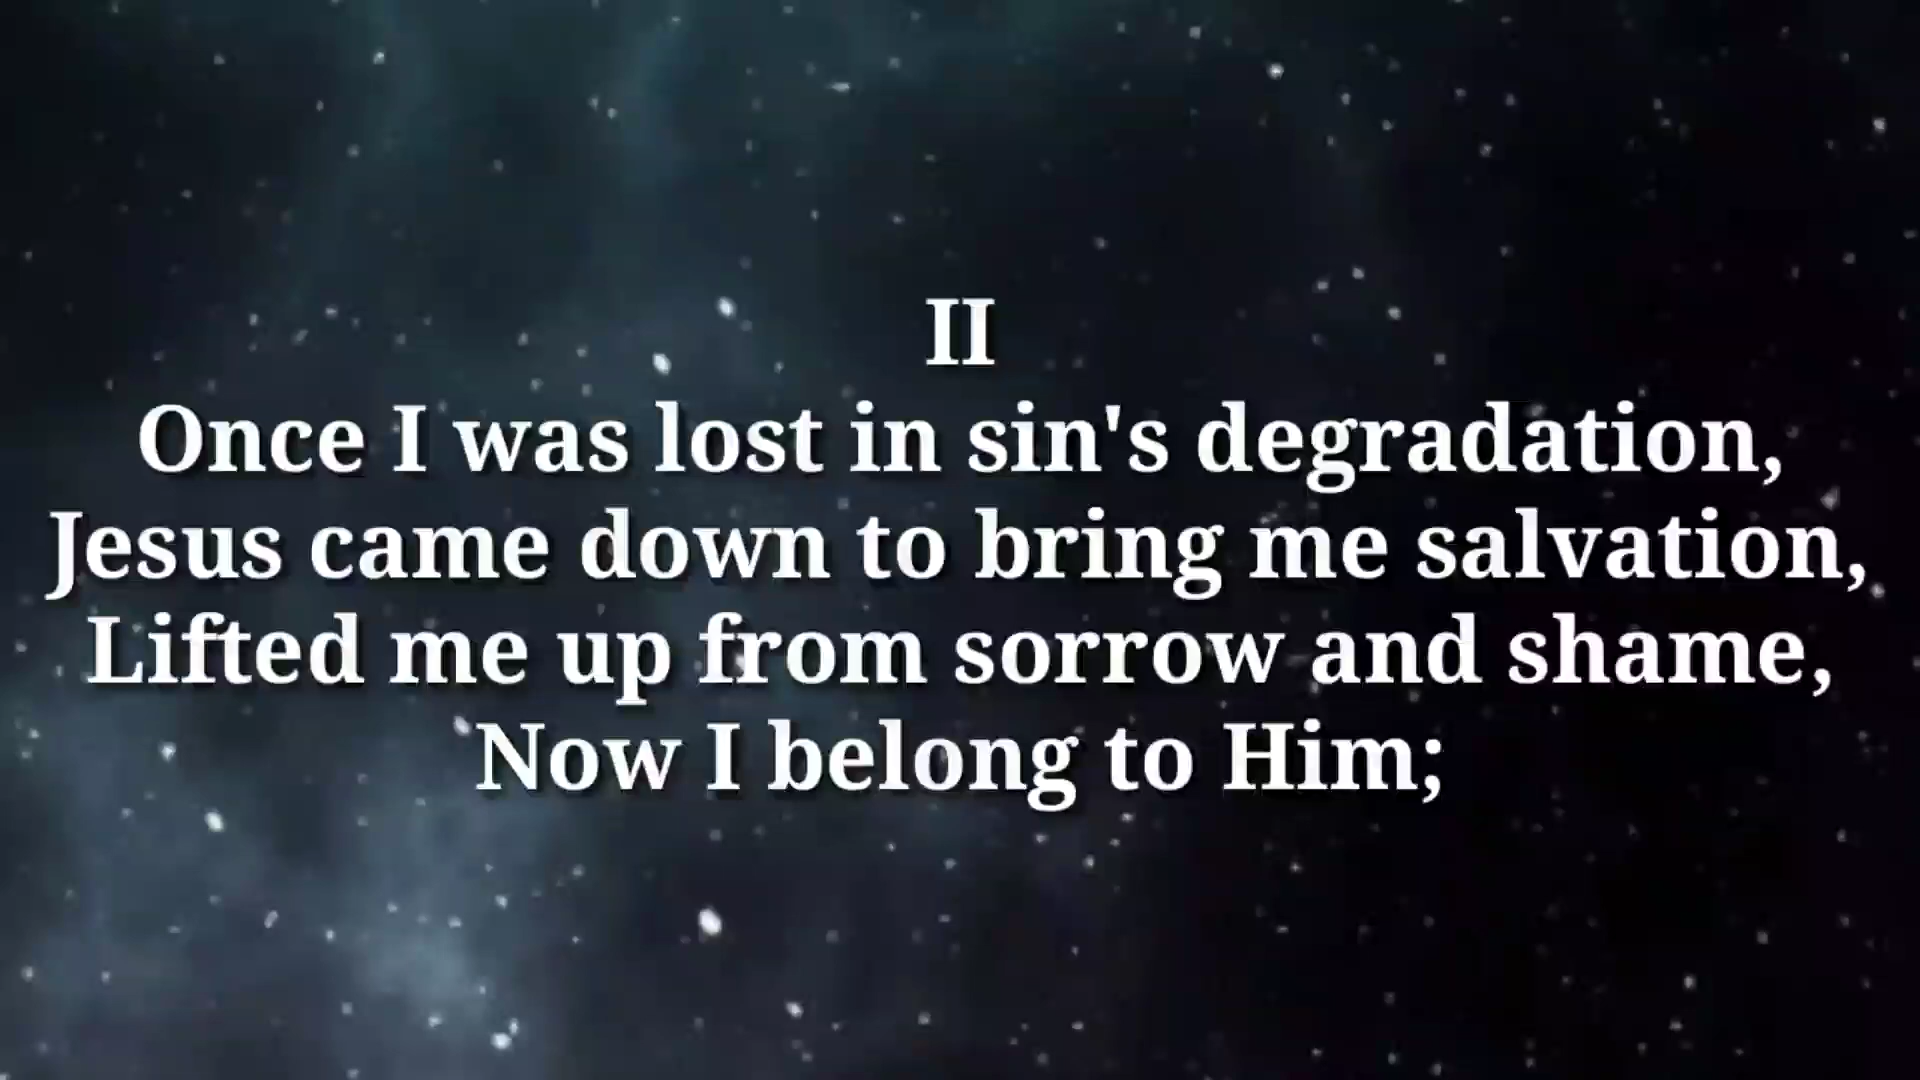 II
Once I was lost in sin's degradation,
Jesus came down to bring me salvation,
Lifted me up from sorrow and shame,
Now I belong to Him;